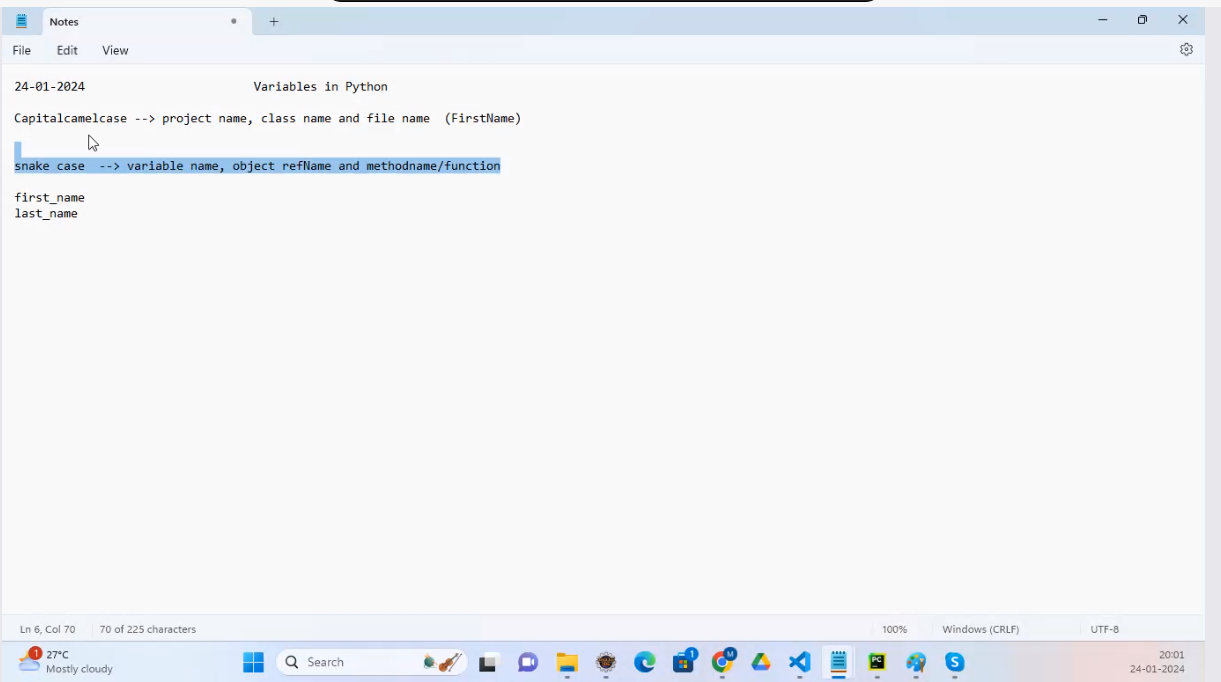 Notes
File Edit View
24-01-2024 Variables in Python
Capitalcamelcase --> project name, class name and file name (FirstName)
snake case --> variable name, object refName and methodname/function
first_name
last_name
Ln 6, Col 70 70 of 225 characters 100% Windows (CRLF) UTF-8
1
27°C
Mostly cloudy
Search
1
M
PC
S
20:01
24-01-2024